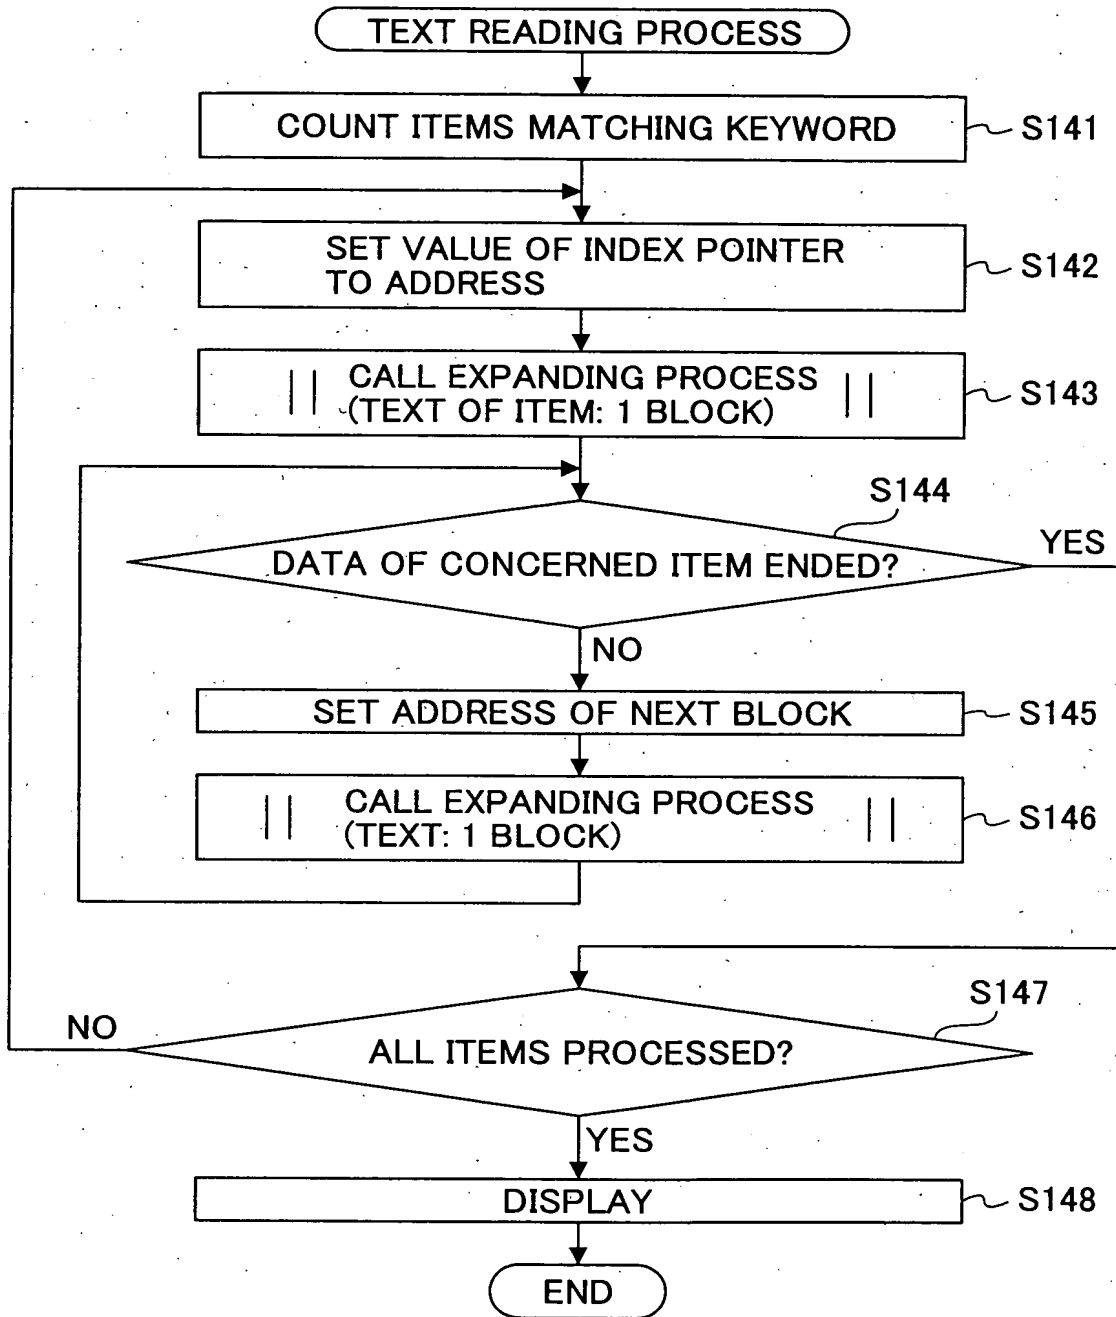 TEXT READING PROCESS
COUNT ITEMS MATCHING KEYWORD
S141
SET VALUE OF INDEX POINTER
TO ADDRESS
S142
CALL EXPANDING PROCESS
(TEXT OF ITEM: 1 BLOCK)
S143
S144
DATA OF CONCERNED ITEM ENDED?
YES
NO
SET ADDRESS OF NEXT BLOCK
S145
CALL EXPANDING PROCESS
(TEXT: 1 BLOCK)
S146
S147
NO
ALL ITEMS PROCESSED?
YES
DISPLAY
S148
END